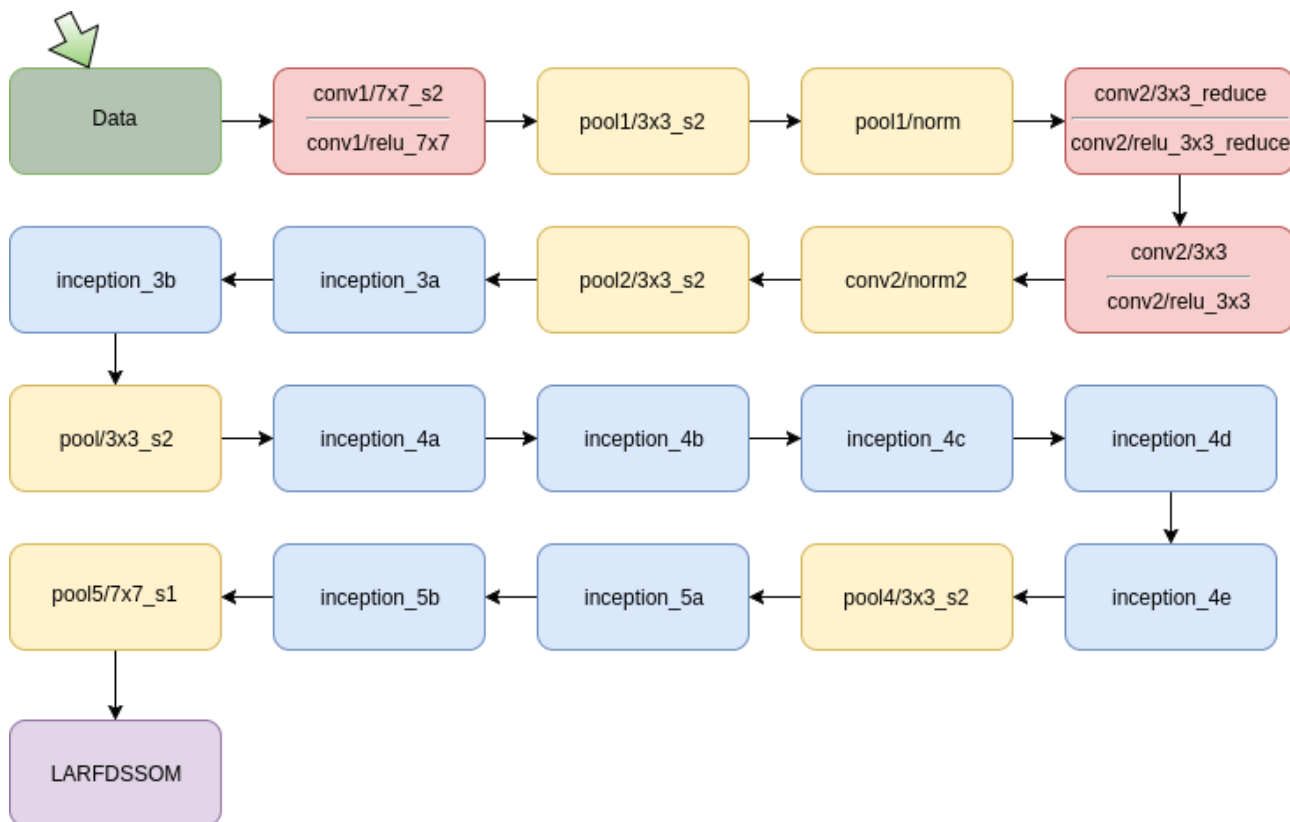 Data
conv1/7x7_s2
conv1/relu_7x7
pool1/3x3_s2
pool1/norm
conv2/3x3_reduce
conv2/relu_3x3_reduce
inception_3b
inception_3a
pool2/3x3_s2
conv2/norm2
conv2/3x3
conv2/relu_3x3
pool/3x3_s2
inception_4a
inception_4b
inception_4c
inception_4d
pool5/7x7_s1
inception_5b
inception_5a
pool4/3x3_s2
inception_4e
LARFDSSOM